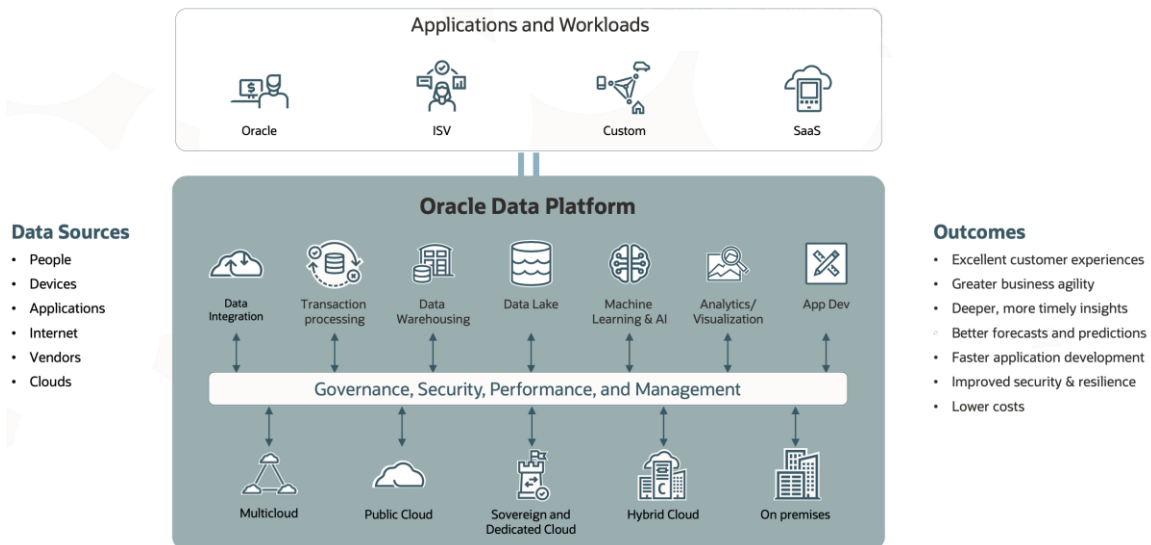 Applications and Workloads
Oracle
ISV
Custom
SaaS
Data Sources
• People
• Devices
• Applications
• Internet
• Vendors
• Clouds
Oracle Data Platform
Data
Integration
Transaction
processing
Data
Warehousing
Data Lake
Machine
Learning & AI
Analytics/
Visualization
App Dev
Governance, Security, Performance, and Management
Multicloud
Public Cloud
Sovereign and
Dedicated Cloud
Hybrid Cloud
On premises
Outcomes
• Excellent customer experiences
• Greater business agility
• Deeper, more timely insights
• Better forecasts and predictions
• Faster application development
• Improved security & resilience
• Lower costs
$
C